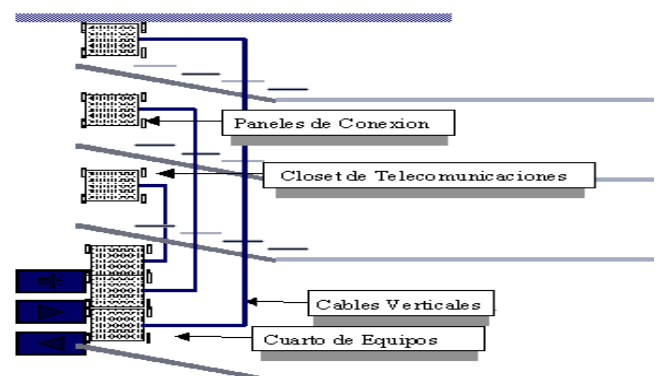 Paneles de Conexion
Closet de Telecomunicaciones
Cables Verticales
Cuarto de Equipos